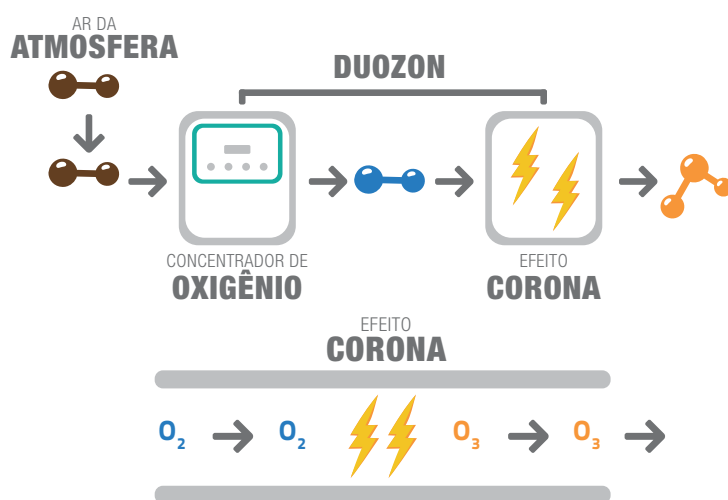 AR DA
ATMOSFERA
DUOZON
CONCENTRADOR DE
OXIGÊNIO
EFEITO
CORONA
EFEITO
CORONA
O₂ O₂ O₃ O₃